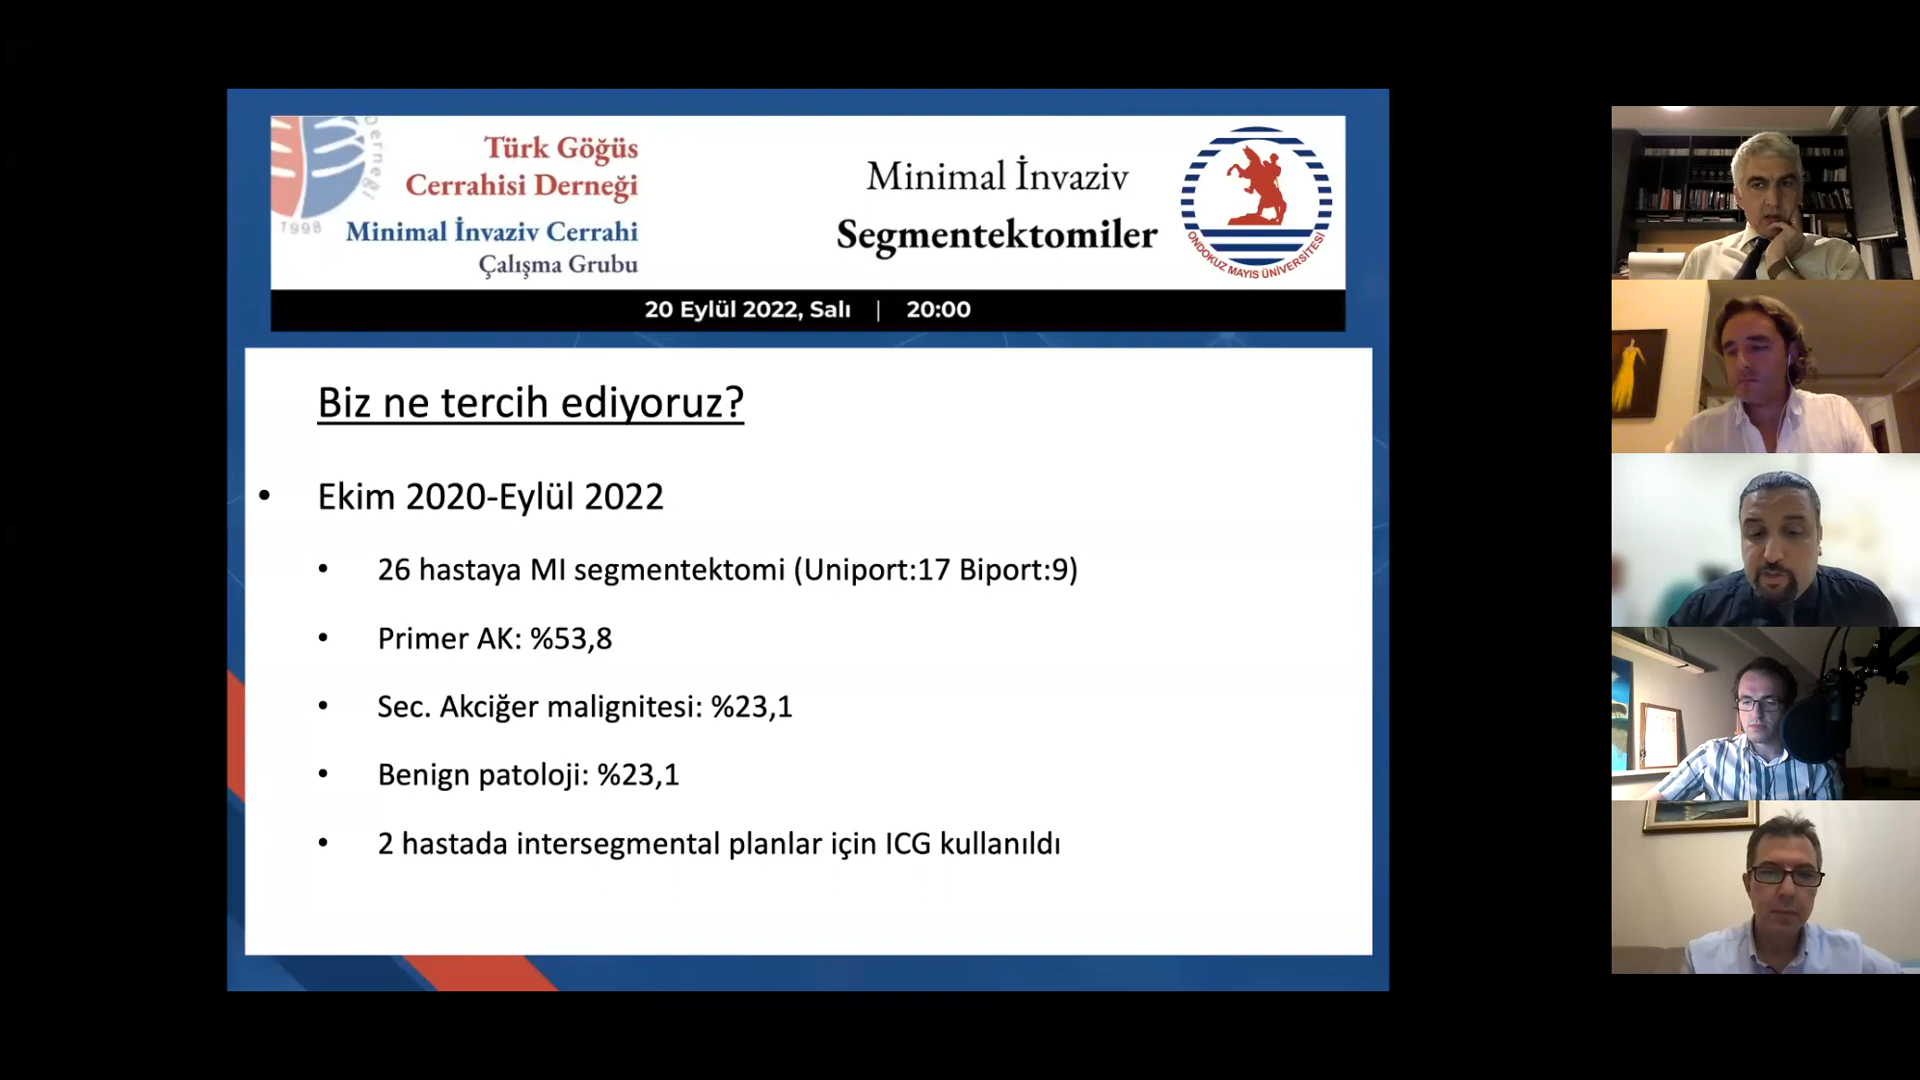 Türk Göğüs
Cerrahisi Derneği
Minimal İnvaziv Cerrahi
Çalışma Grubu
Derneği
1998
Minimal İnvaziv
Segmentektomiler
ONDOKUZ MAYIS ÜNİVERSİTESİ
20 Eylül 2022, Salı | 20:00
Biz ne tercih ediyoruz?
• Ekim 2020-Eylül 2022
• 26 hastaya MI segmentektomi (Uniport:17 Biport:9)
• Primer AK: %53,8
• Sec. Akciğer malignitesi: %23,1
• Benign patoloji: %23,1
• 2 hastada intersegmental planlar için ICG kullanıldı